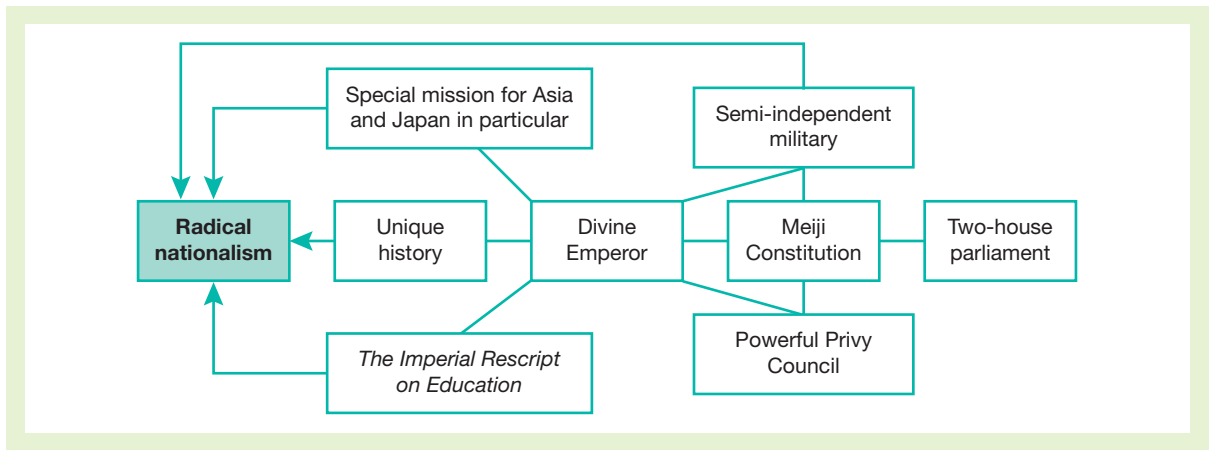 Special mission for Asia
and Japan in particular
Semi-independent
military
Radical
nationalism
Unique
history
Divine
Emperor
Meiji
Constitution
Two-house
parliament
The Imperial Rescript
on Education
Powerful Privy
Council